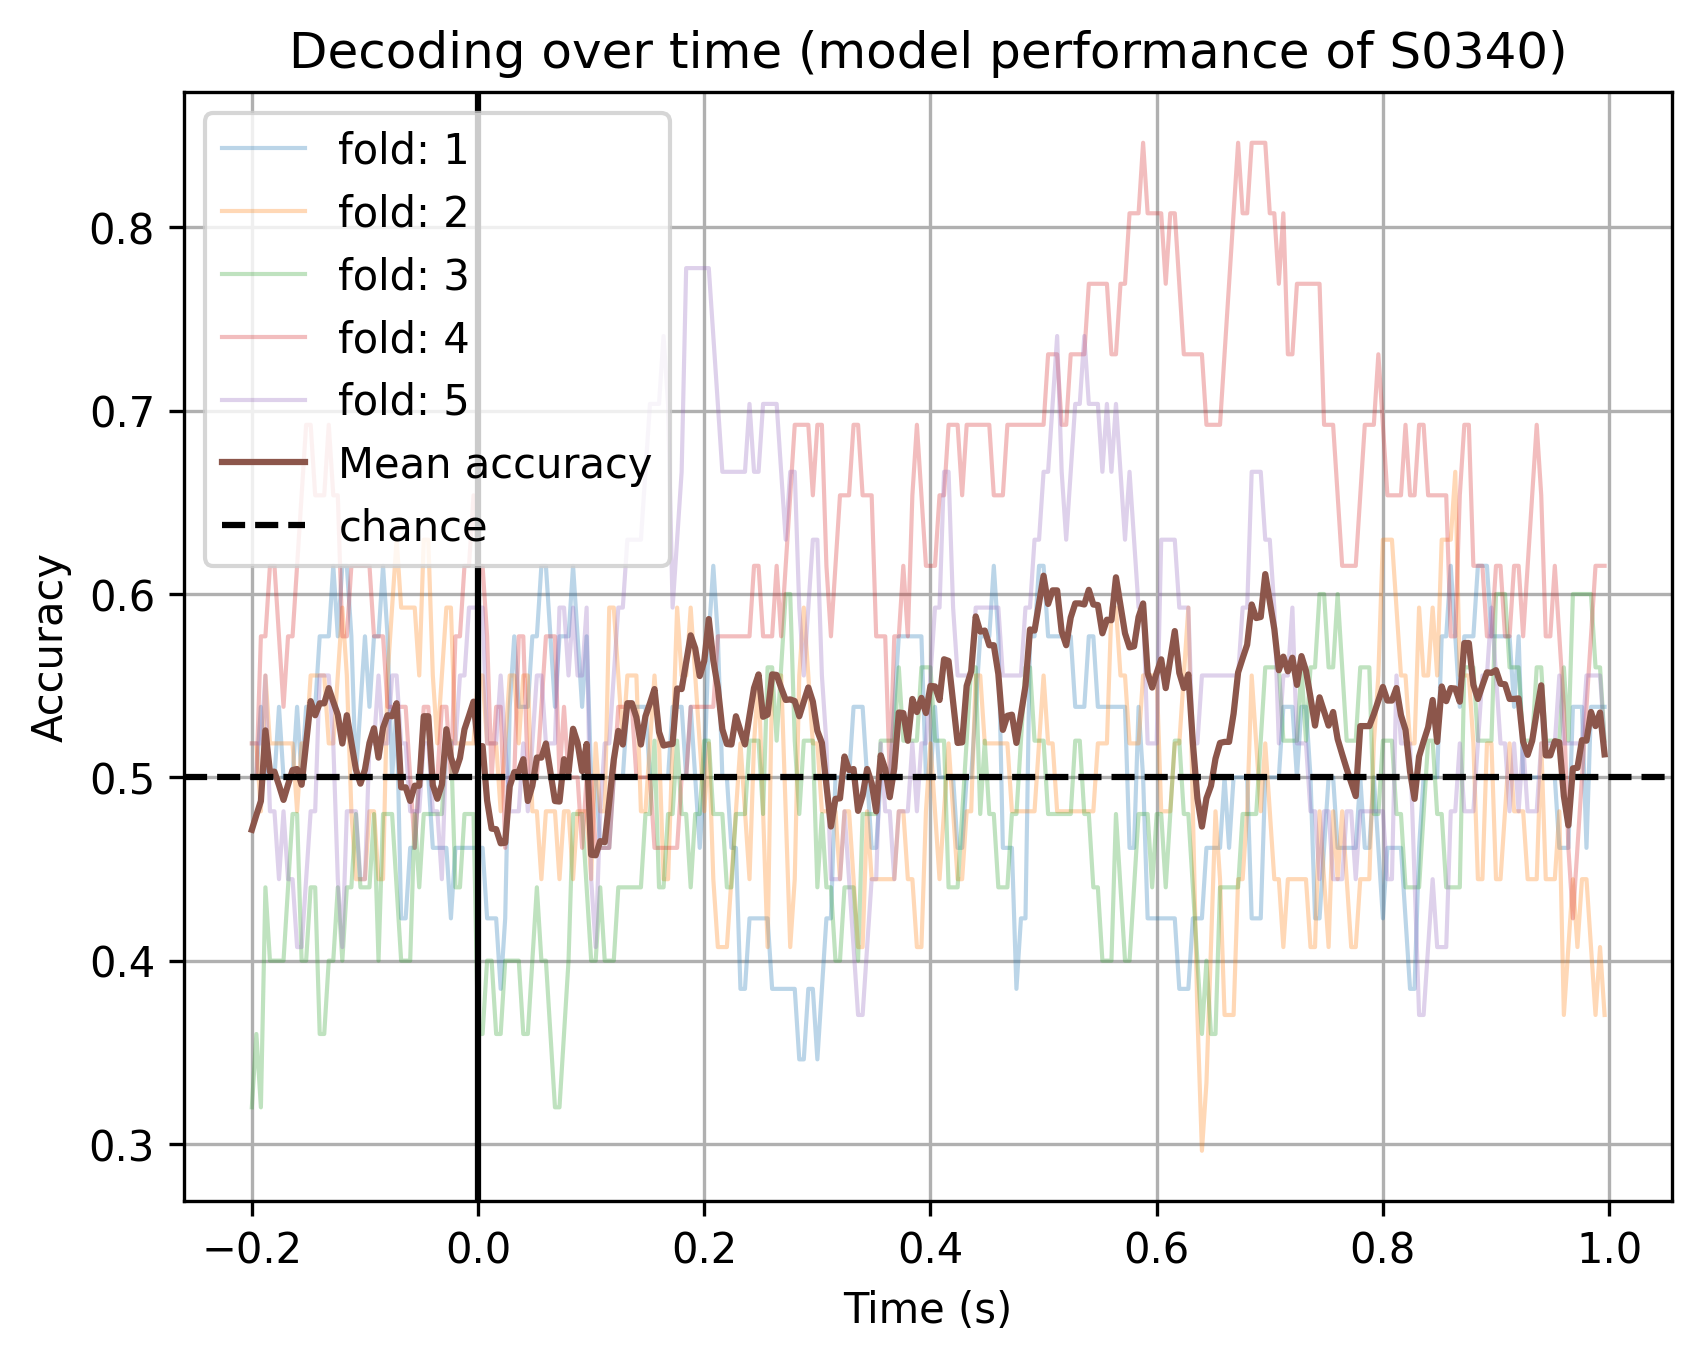 Decoding over time (model performance of S0340)
fold: 1
fold: 2
fold: 3
fold: 4
fold: 5
Mean accuracy
chance
Accuracy
0.8
0.7
0.6
0.5
0.4
0.3
−0.2 0.0 0.2 0.4 0.6 0.8 1.0
Time (s)